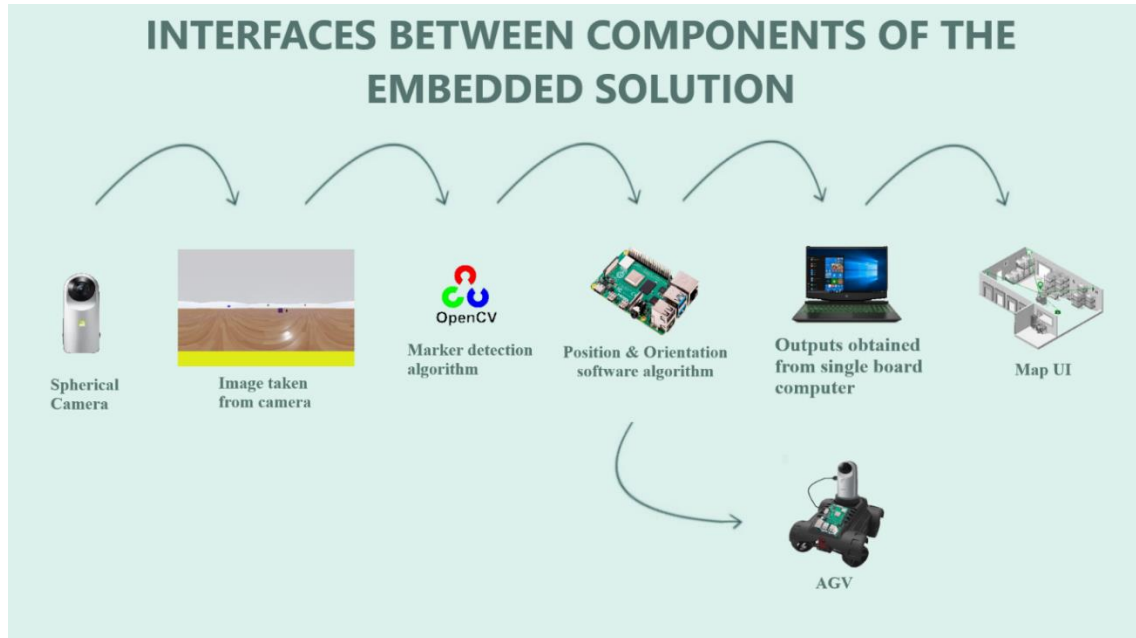 INTERFACES BETWEEN COMPONENTS OF THE
EMBEDDED SOLUTION
OpenCV
Spherical
Camera
Image taken
from camera
Marker detection
algorithm
Position & Orientation
software algorithm
Outputs obtained
from single board
computer
Map UI
AGV